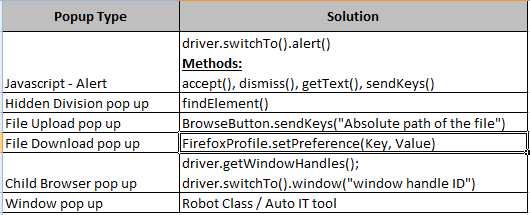 Popup Type Solution
driver.switchTo().alert()
Methods:
Javascript - Alert accept(), dismiss(), getText(), sendKeys()
Hidden Division pop up findElement()
File Upload pop up BrowseButton.sendKeys("Absolute path of the file")
File Download pop up FirefoxProfile.setPreference(Key, Value)
driver.getWindowHandles;
Child Browser pop up driver.switchTo().window("window handle ID")
Window pop up Robot Class / Auto IT tool